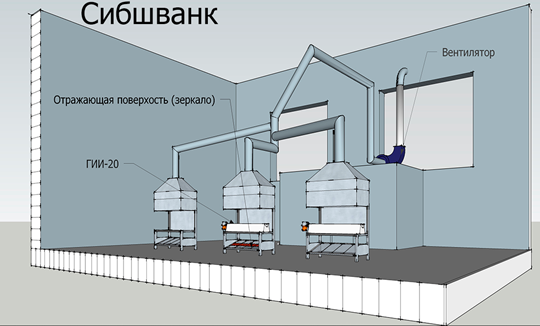 Сибшванк
Вентилятор
Отражающая поверхость (зеркало)
ГИИ-20